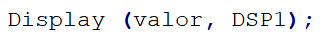 Display (valor, DSP1);